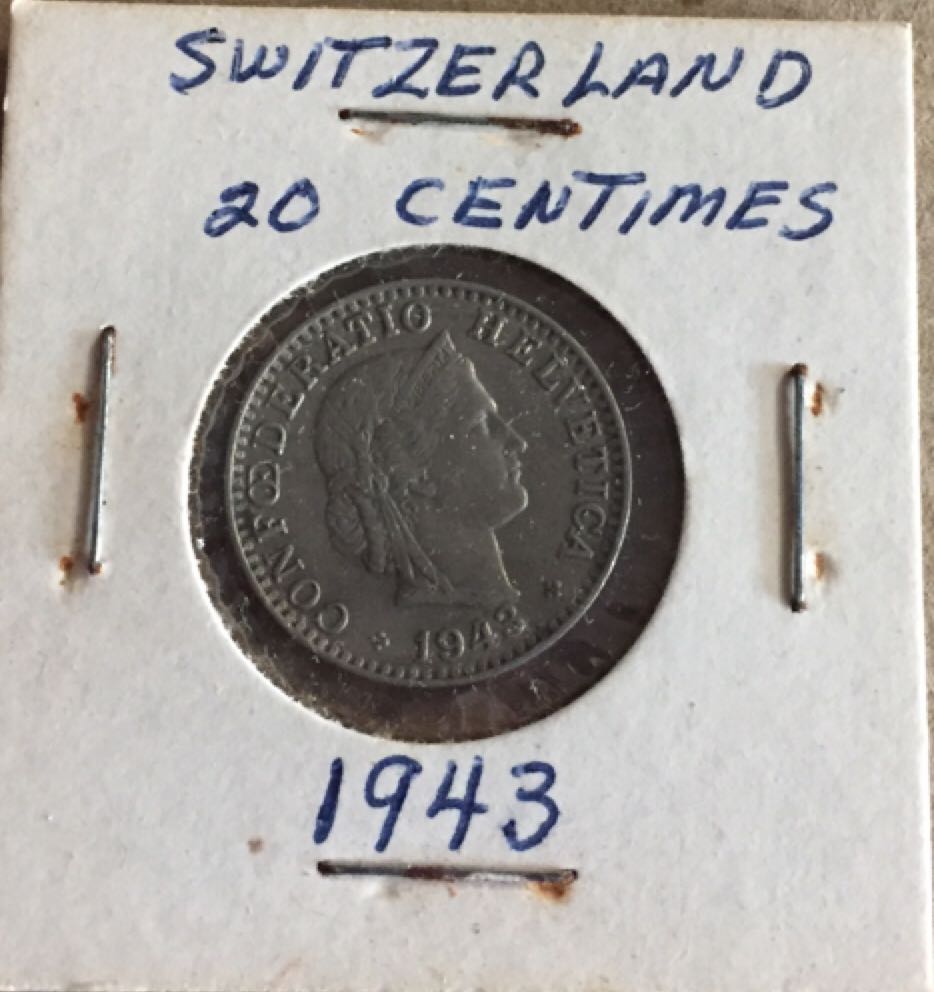 SWITZERLAND
20 CENTIMES
CONFŒDERATIO HELVETICA
* 1943 *
1943